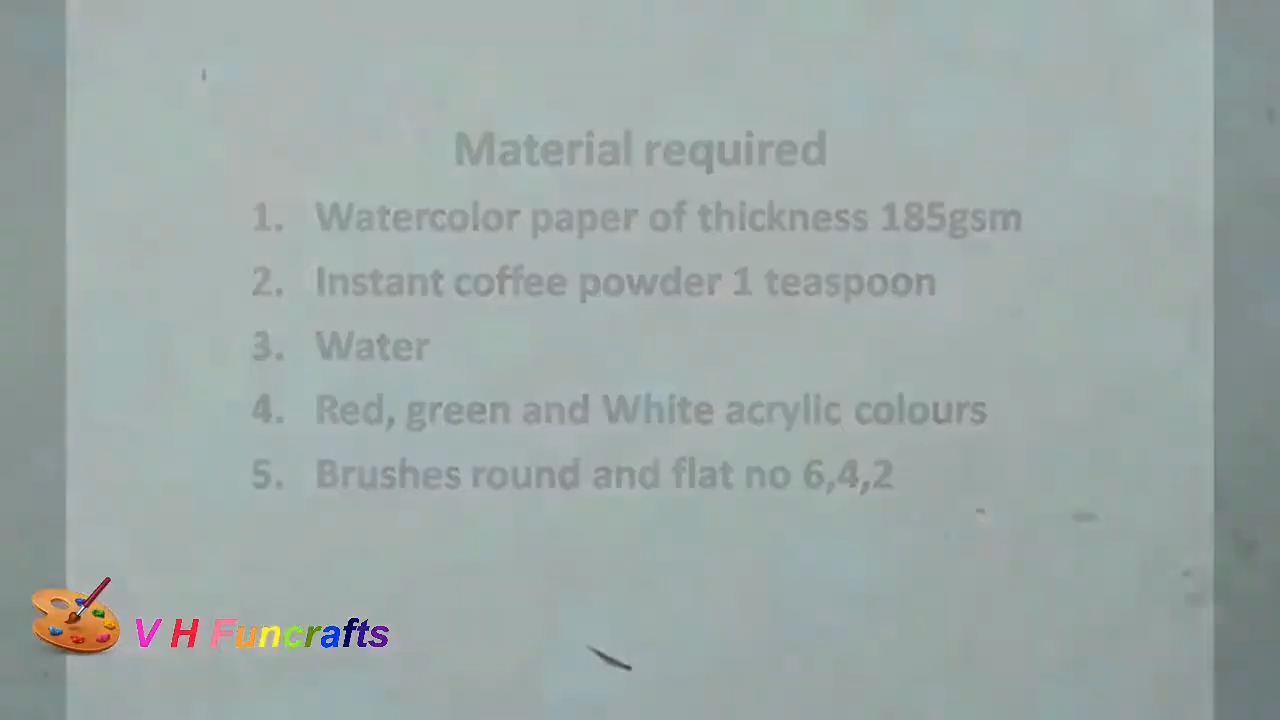 Material required
1. Watercolor paper of thickness 185gsm
2. Instant coffee powder 1 teaspoon
3. Water
4. Red, green and White acrylic colours
5. Brushes round and flat no 6,4,2
V H Funcrafts